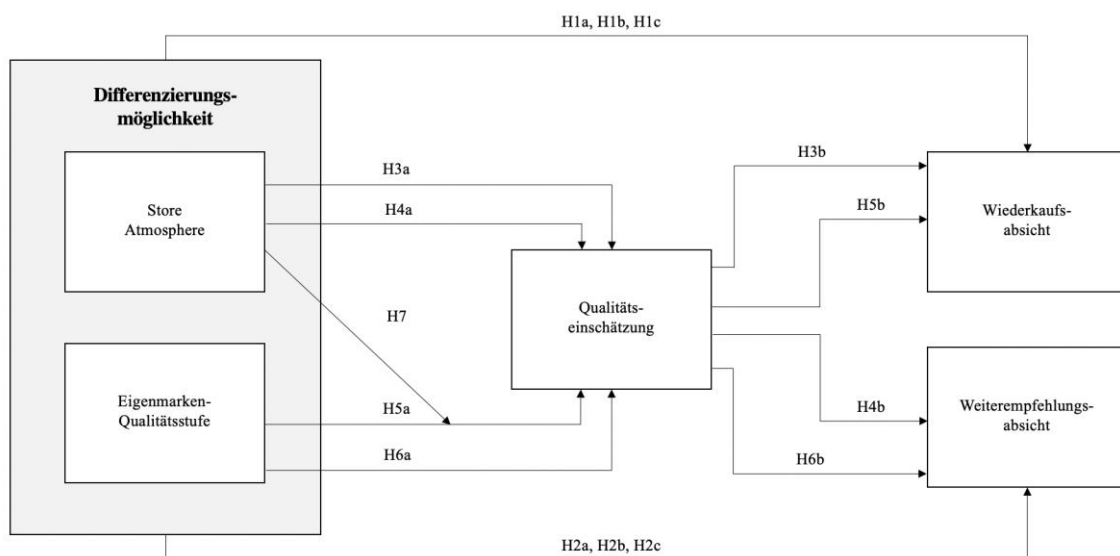 H1a, H1b, H1c
Differenzierungs-
möglichkeit
Store
Atmosphere
Eigenmarken-
Qualitätsstufe
H3a
H4a
H7
H5a
H6a
Qualitäts-
einschätzung
H3b
H5b
H4b
H6b
Wiederkaufs-
absicht
Weiterempfehlungs-
absicht
H2a, H2b, H2c